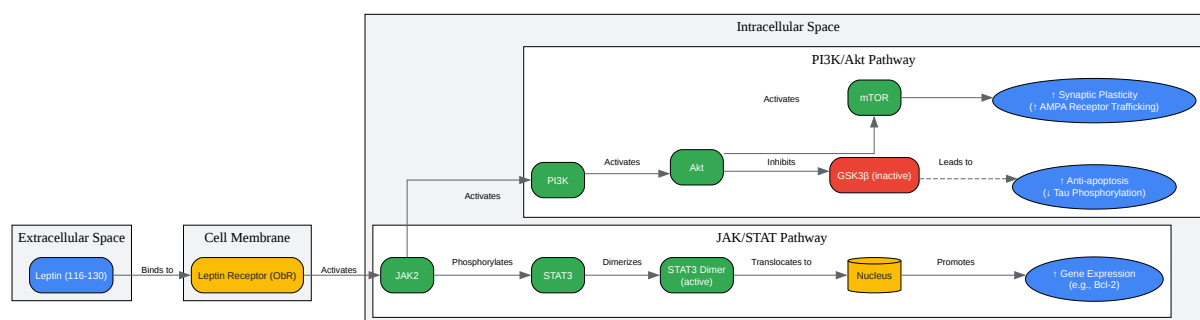 Intracellular Space
PI3K/Akt Pathway
Activates
mTOR
↑ Synaptic Plasticity
(↑ AMPA Receptor Trafficking)
Activates
Akt
Inhibits
GSK3β (inactive)
Leads to
PI3K
↑ Anti-apoptosis
(↓ Tau Phosphorylation)
Activates
Extracellular Space
Leptin (116-130)
Binds to
Cell Membrane
Leptin Receptor (ObR)
Activates
JAK/STAT Pathway
JAK2
Phosphorylates
STAT3
Dimerizes
STAT3 Dimer
(active)
Translocates to
Nucleus
Promotes
↑ Gene Expression
(e.g., Bcl-2)